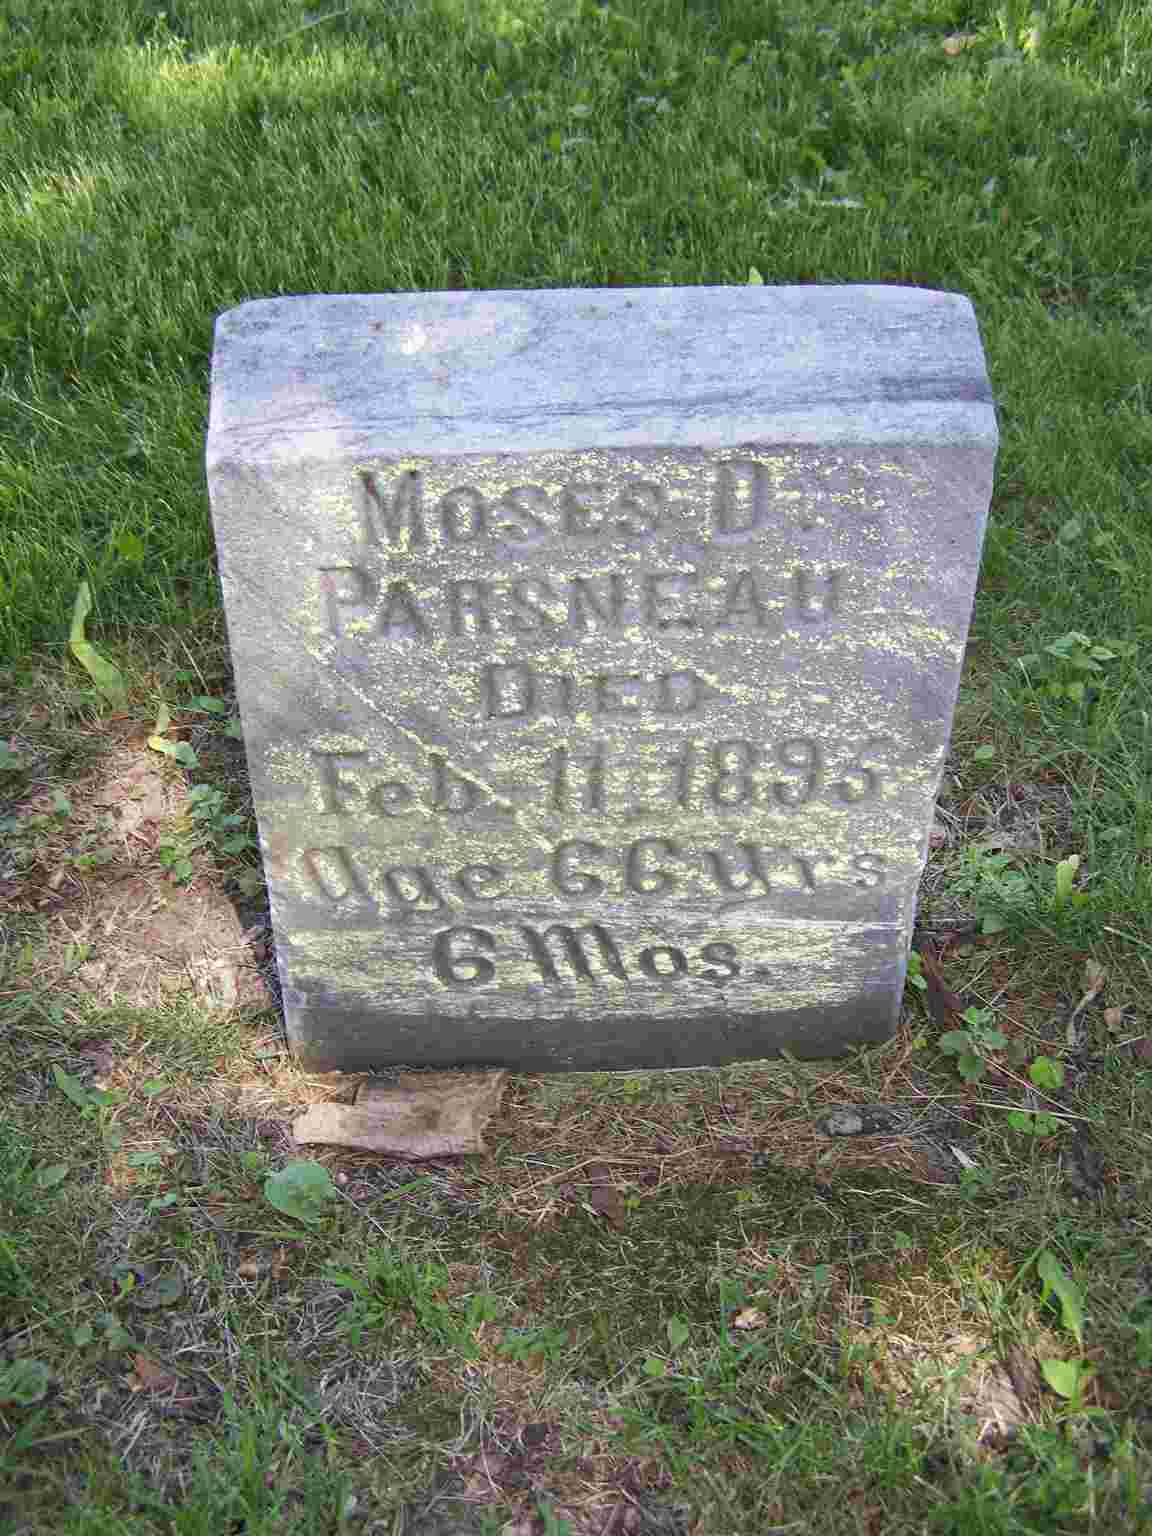 MOSES D.
PARSNEAU
DIED
Feb. 11, 1895
Age 66 yrs
6 Mos.